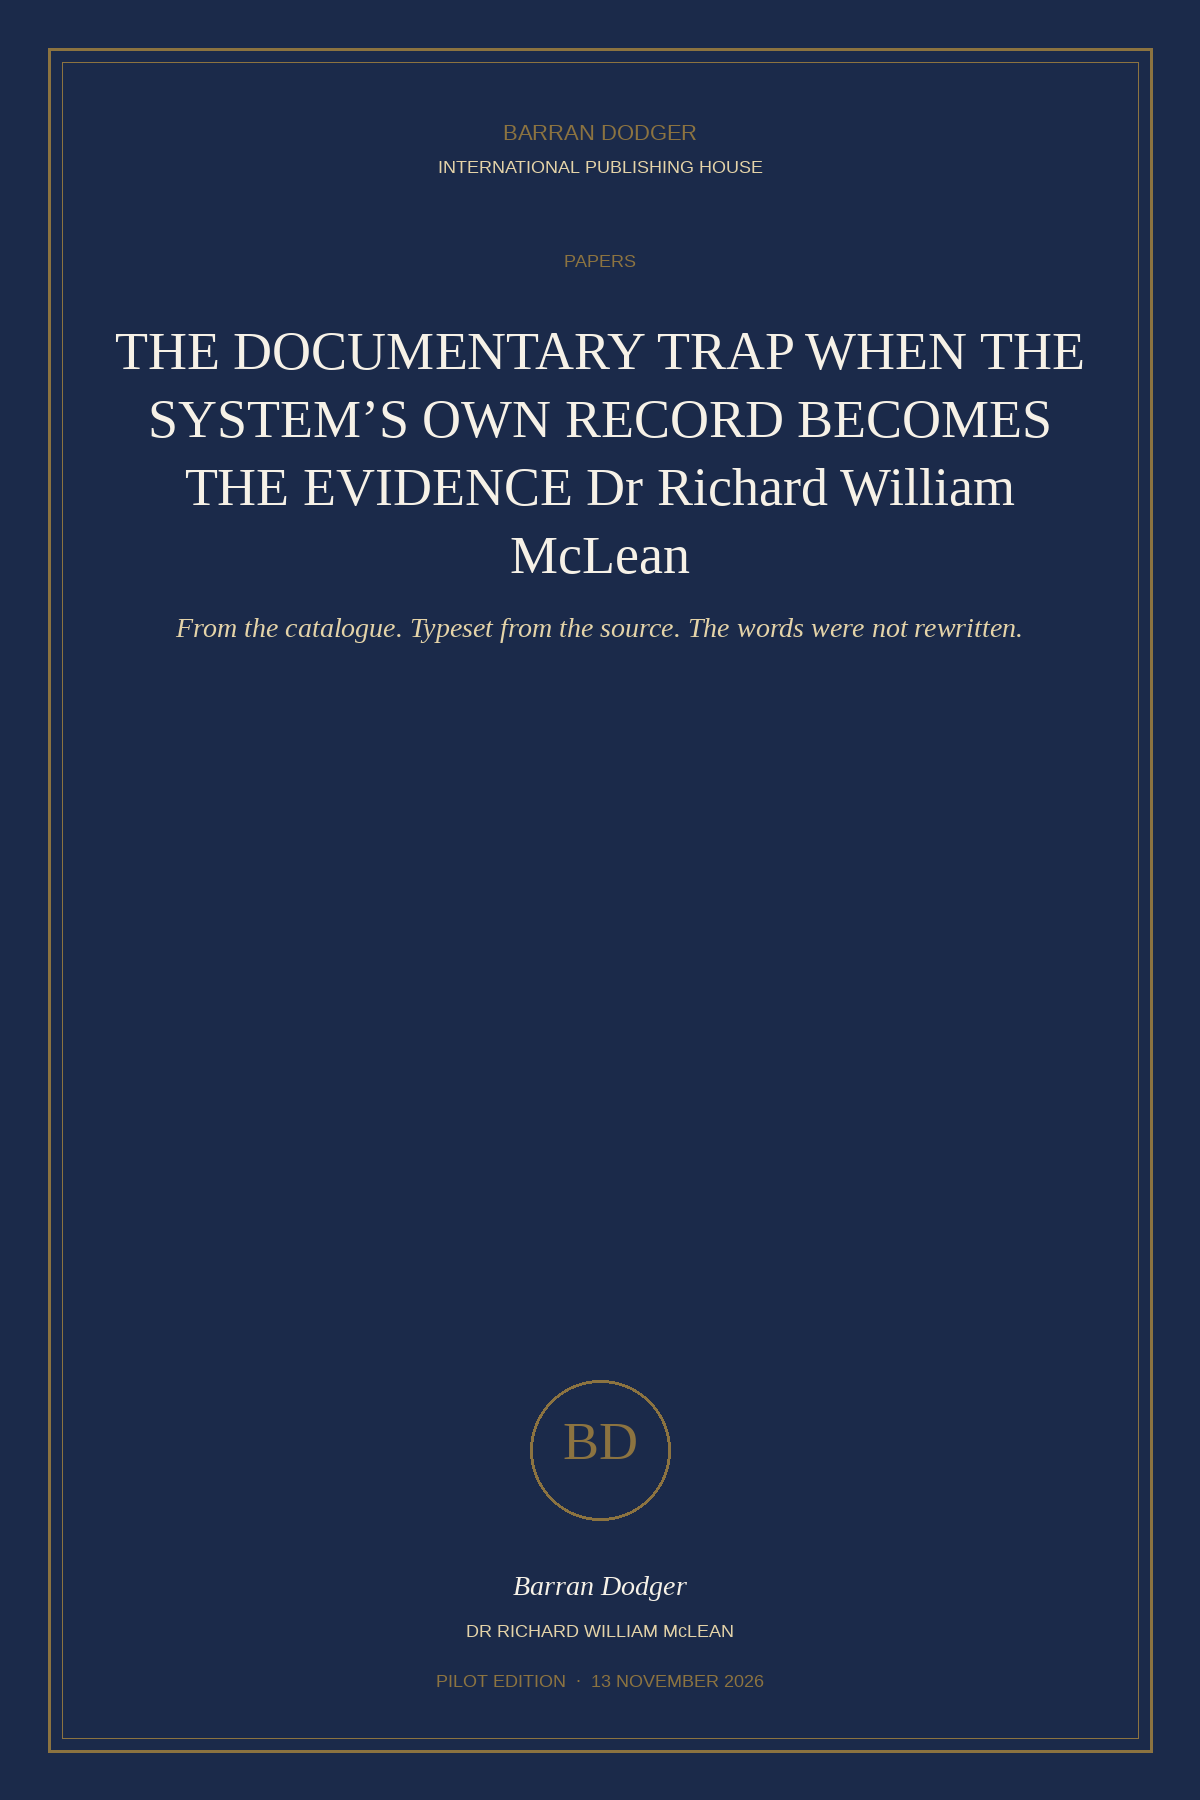 BARRAN DODGER
INTERNATIONAL PUBLISHING HOUSE
PAPERS
THE DOCUMENTARY TRAP WHEN THE
SYSTEM’S OWN RECORD BECOMES
THE EVIDENCE Dr Richard William
McLean
From the catalogue. Typeset from the source. The words were not rewritten.
BD
Barran Dodger
DR RICHARD WILLIAM McLEAN
PILOT EDITION · 13 NOVEMBER 2026